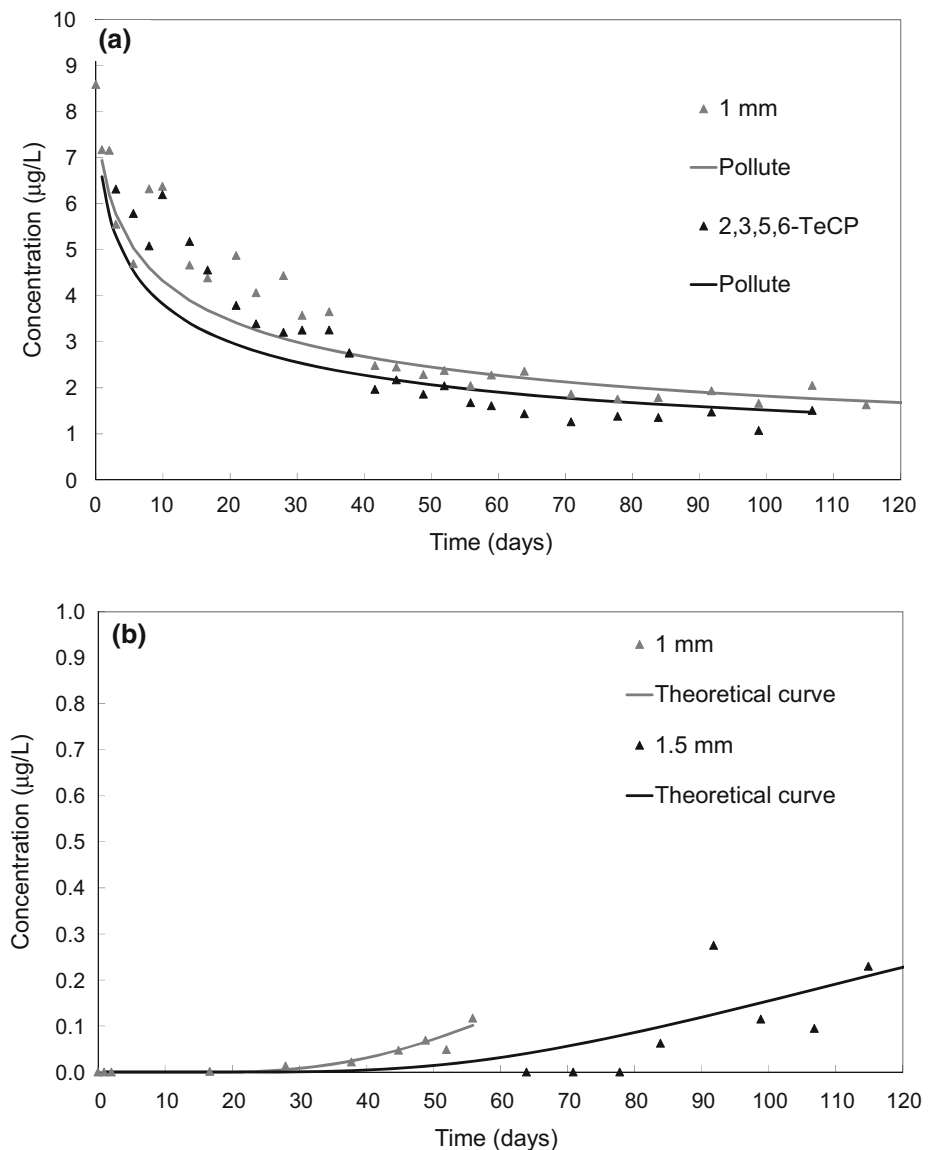 (a)
10
9
8
7
6
5
4
3
2
1
0
Concentration (μg/L)
1 mm
Pollute
2,3,5,6-TeCP
Pollute
0 10 20 30 40 50 60 70 80 90 100 110 120
Time (days)
(b)
1.0
0.9
0.8
0.7
0.6
0.5
0.4
0.3
0.2
0.1
0.0
Concentration (μg/L)
1 mm
Theoretical curve
1.5 mm
Theoretical curve
0 10 20 30 40 50 60 70 80 90 100 110 120
Time (days)